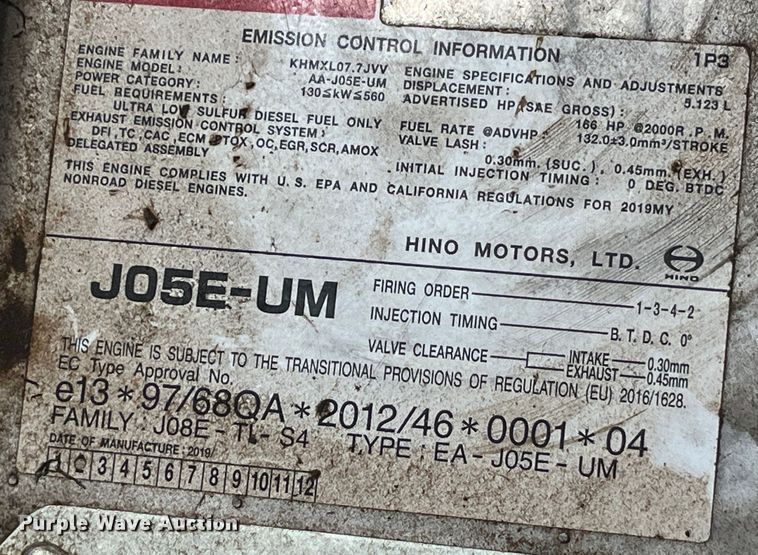 EMISSION CONTROL INFORMATION
1P3
ENGINE FAMILY NAME : KHMXL07.7JVV
ENGINE MODEL: AA-J05E-UM
POWER CATEGORY: 130≤kW≤560
FUEL REQUIREMENTS:
ULTRA LOW SULFUR DIESEL FUEL ONLY
EXHAUST EMISSION CONTROL SYSTEM:
DFI,TC,CAC,ECM,PTOX,OC,EGR,SCR,AMOX
DELEGATED ASSEMBLY
ENGINE SPECIFICATIONS AND ADJUSTMENTS
DISPLACEMENT: 5.123 L
ADVERTISED HP(SAE GROSS):
166 HP @2000R.P.M.
FUEL RATE @ADVHP: 132.0±3.0mm³/STROKE
VALVE LASH:
0.30mm.(SUC.), 0.45mm.(EXH.)
INITIAL INJECTION TIMING: 0 DEG. BTDC
THIS ENGINE COMPLIES WITH U.S. EPA AND CALIFORNIA REGULATIONS FOR 2019MY
NONROAD DIESEL ENGINES.
HINO MOTORS, LTD.
HINO
J05E-UM
FIRING ORDER 1-3-4-2
INJECTION TIMING B.T.D.C. 0°
VALVE CLEARANCE INTAKE 0.30mm
EXHAUST 0.45mm
THIS ENGINE IS SUBJECT TO THE TRANSITIONAL PROVISIONS OF REGULATION (EU) 2016/1628.
EC Type Approval No.
e13*97/68QA*2012/46*0001*04
FAMILY : J08E-TI-S4 TYPE : EA-J05E-UM
DATE OF MANUFACTURE : 2019/
1 3 4 5 6 7 8 9 10 11 12
Purple Wave Auction